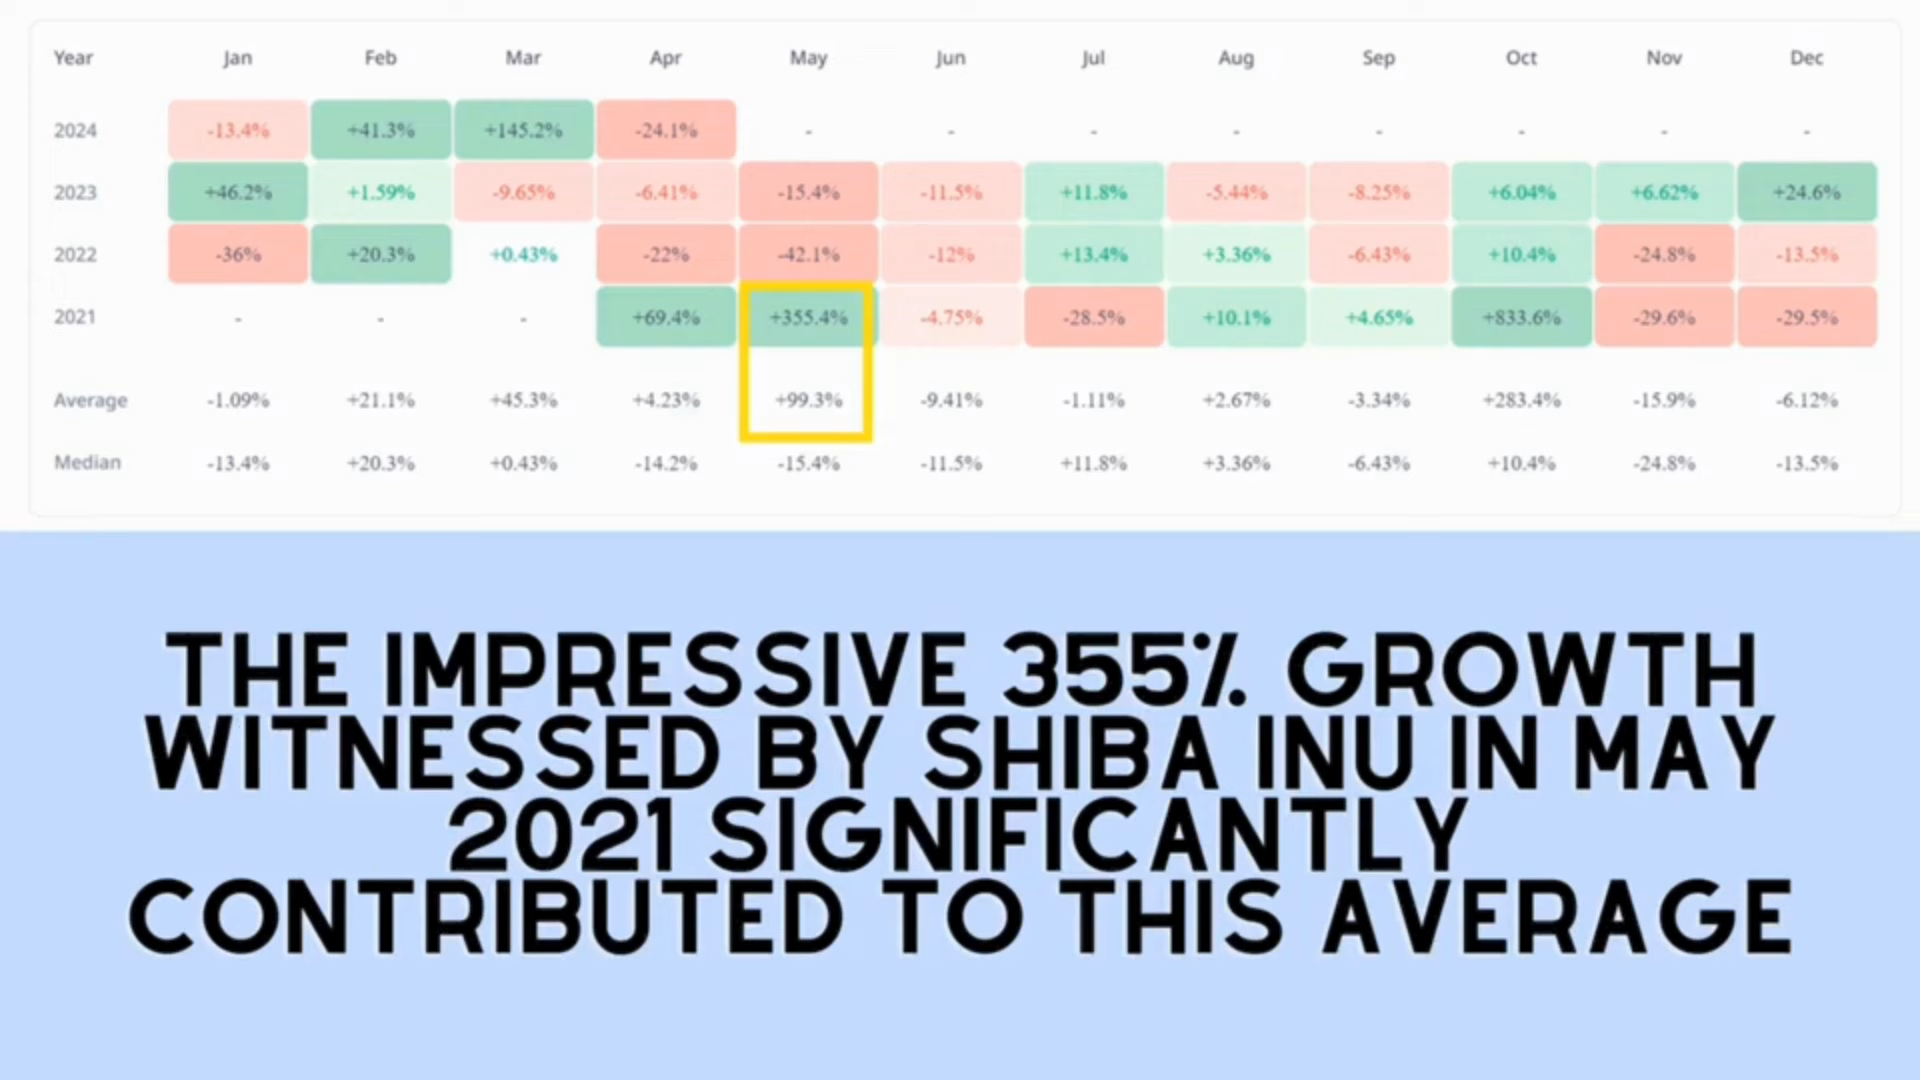 Year Jan Feb Mar Apr May Jun Jul Aug Sep Oct Nov Dec
2024 -13.4% +41.3% +145.2% -24.1% - - - - - - - -
2023 +46.2% +1.59% -9.65% -6.41% -15.4% -11.5% +11.8% -5.44% -8.25% +6.04% +6.62% +24.6%
2022 -36% +20.3% +0.43% -22% -42.1% -12% +13.4% +3.36% -6.43% +10.4% -24.8% -13.5%
2021 - - - +69.4% +355.4% -4.75% -28.5% +10.1% +4.65% +833.6% -29.6% -29.5%
Average -1.09% +21.1% +45.3% +4.23% +99.3% -9.41% -1.11% +2.67% -3.34% +283.4% -15.9% -6.12%
Median -13.4% +20.3% +0.43% -14.2% -15.4% -11.5% +11.8% +3.36% -6.43% +10.4% -24.8% -13.5%
THE IMPRESSIVE 355% GROWTH
WITNESSED BY SHIBA INU IN MAY
2021 SIGNIFICANTLY
CONTRIBUTED TO THIS AVERAGE